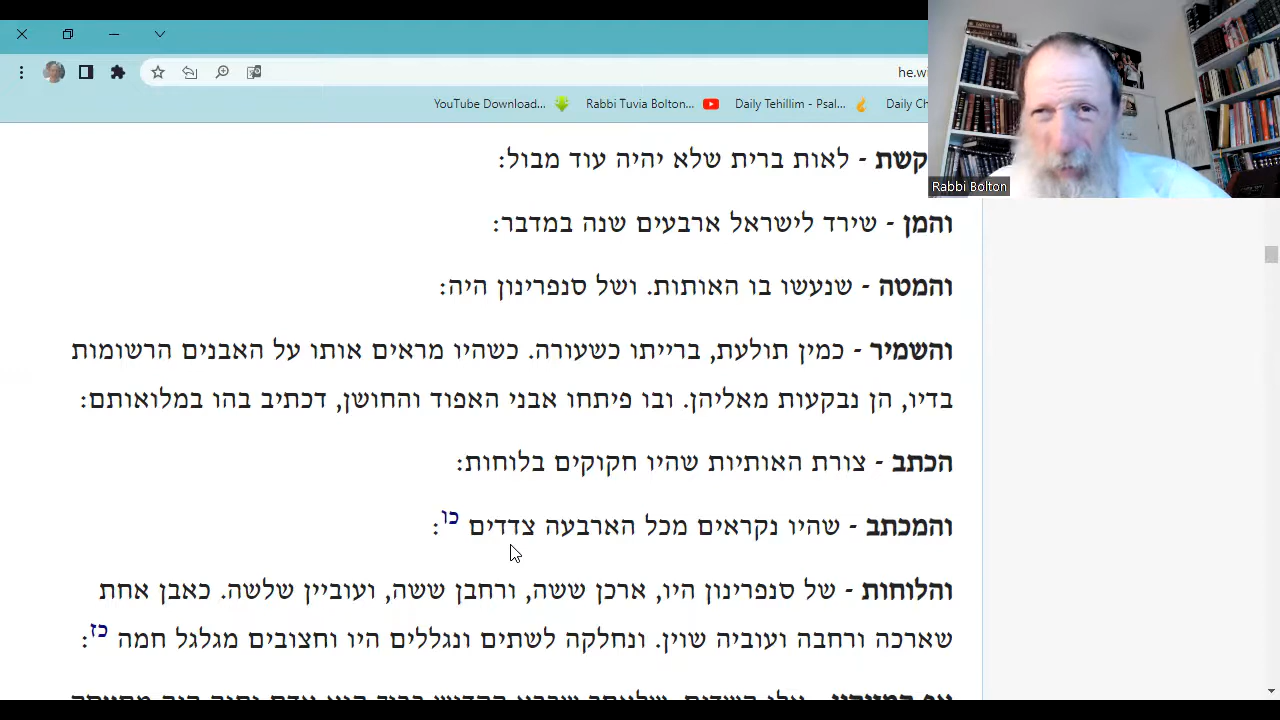 he.wi
YouTube Download... Rabbi Tuvia Bolton... Daily Tehillim - Psal... Daily Ch
Rabbi Bolton
קשת - לאות ברית שלא יהיה עוד מבול:
והמן - שירד לישראל ארבעים שנה במדבר:
והמטה - שנעשו בו האותות. ושל סנפרינון היה:
והשמיר - כמין תולעת, ברייתו כשעורה. כשהיו מראים אותו על האבנים הרשומות
בדיו, הן נבקעות מאליהן. ובו פיתחו אבני האפוד והחושן, דכתיב בהו במלואותם:
הכתב - צורת האותיות שהיו חקוקים בלוחות:
והמכתב - שהיו נקראים מכל הארבעה צדדים כו:
והלוחות - של סנפרינון היו, ארכן ששה, ורחבן ששה, ועוביין שלשה. כאבן אחת
שארכה ורחבה ועוביה שוין. ונחלקה לשתים ונגללים היו וחצובים מגלגל חמה כז: